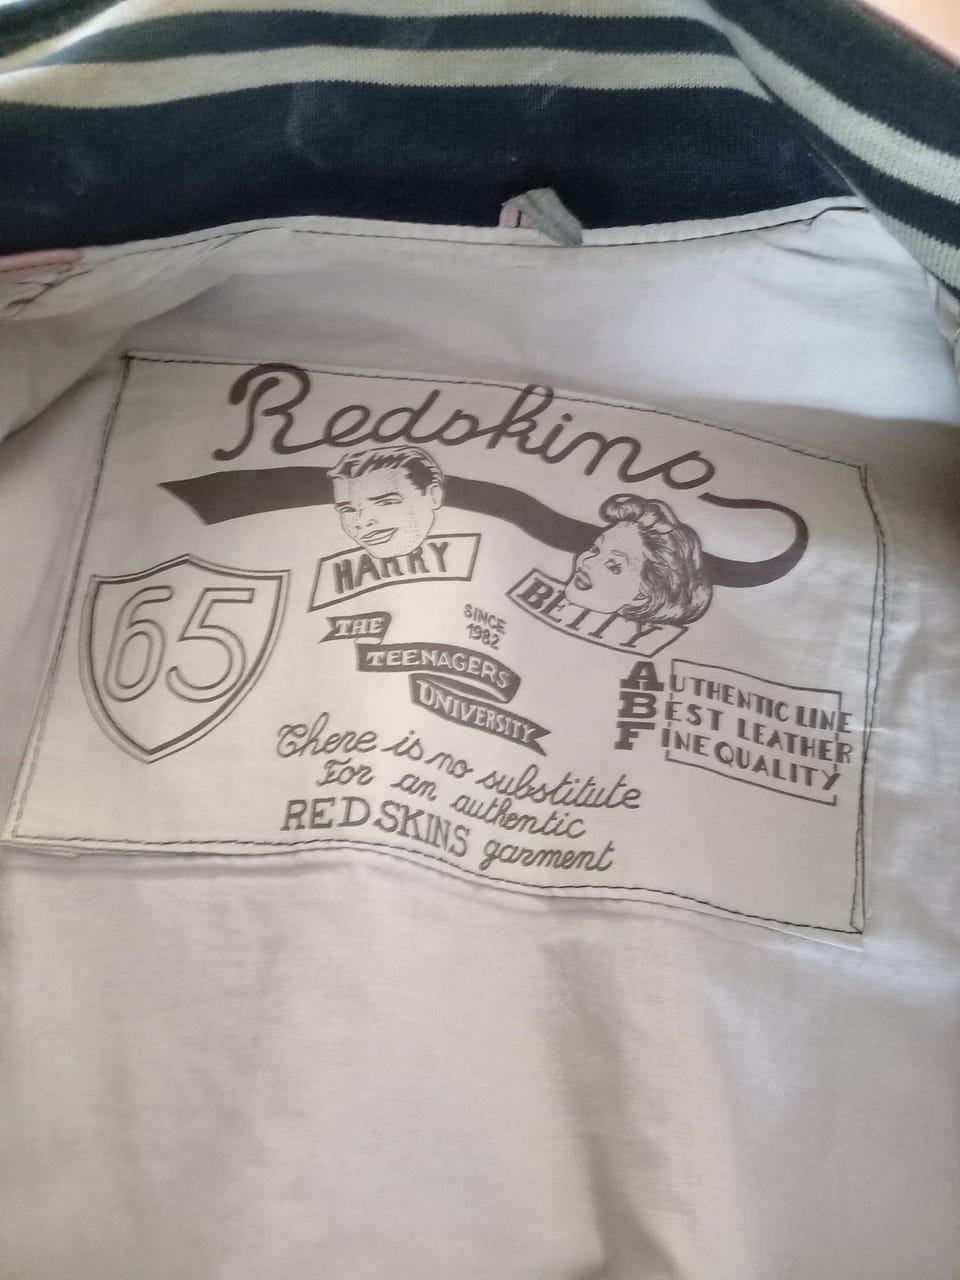 Redskins
HARRY
BETTY
65
THE
TEENAGERS
UNIVERSITY
SINCE
1982
AUTHENTIC LINE
BEST LEATHER
FINE QUALITY
There is no substitute
For an authentic
REDSKINS garment